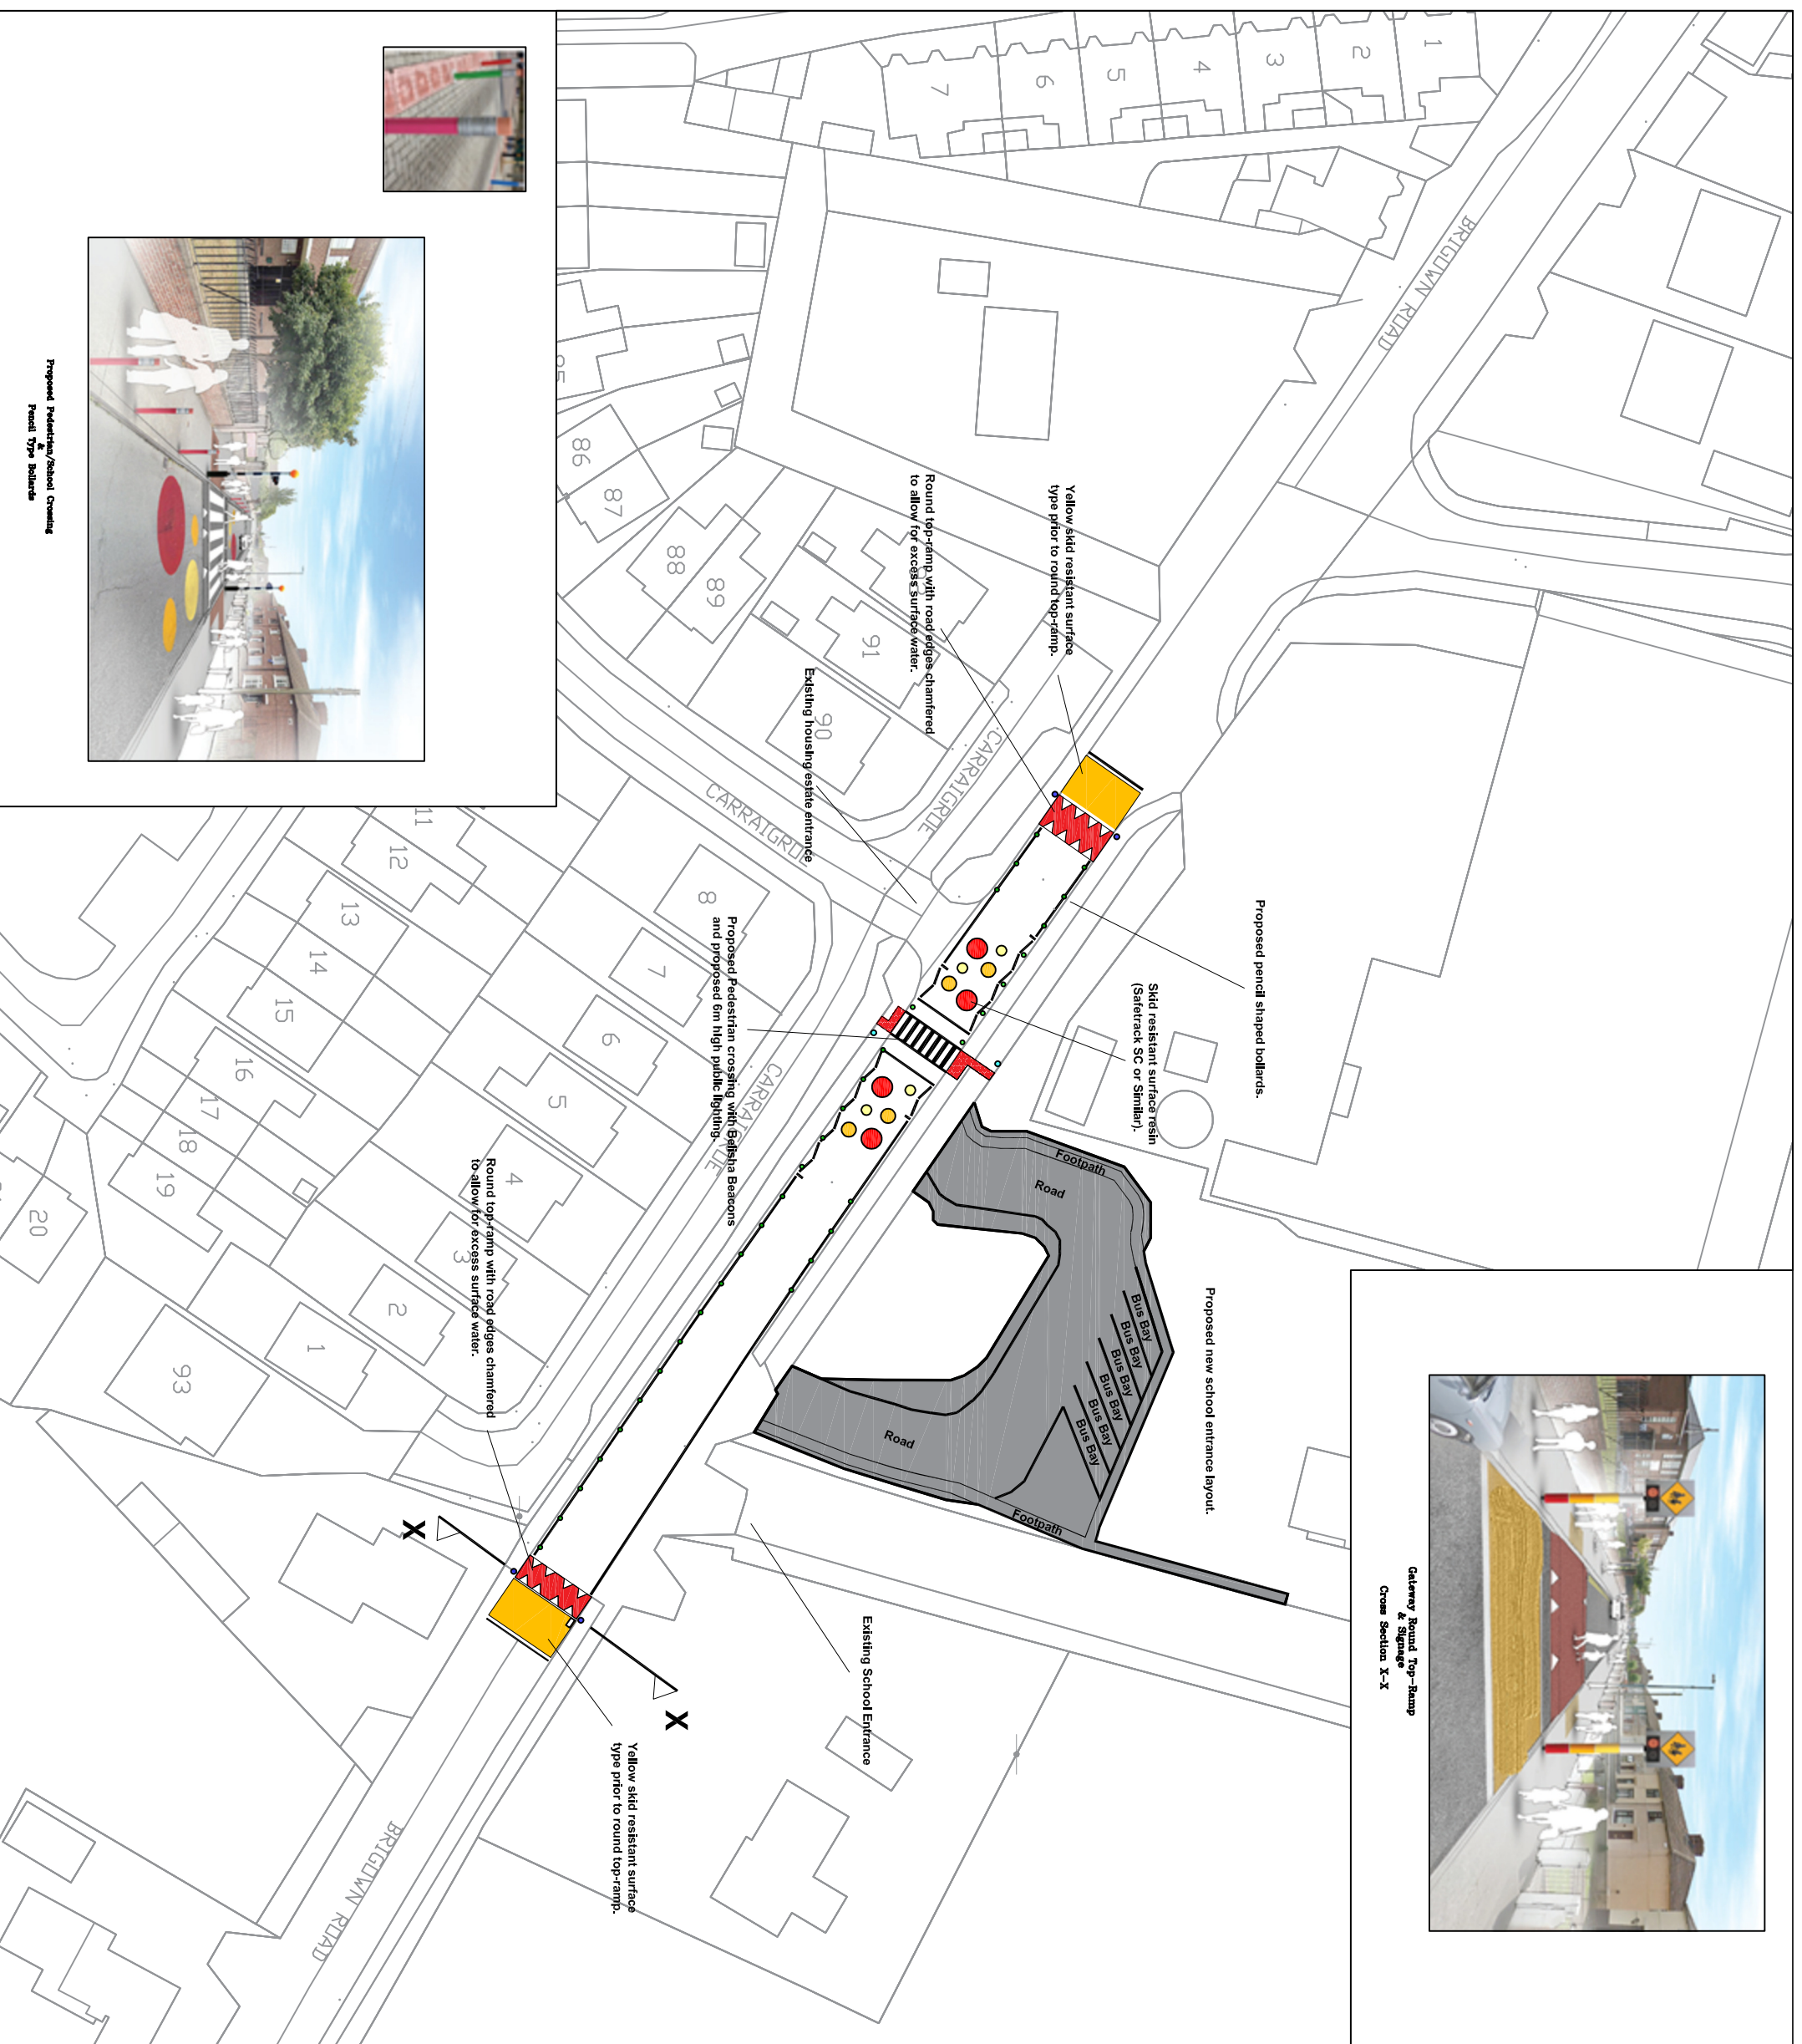 1
2
3
4
5
6
7
BRIGOWN ROAD
Yellow skid resistant surface
type prior to round top-ramp.
Round top-ramp with road edges chamfered
to allow for excess surface water.
86
87
88
89
91
90
Existing housing estate entrance
CARRAIGROE
CARRAIGROE
Proposed pencil shaped bollards.
Skid resistant surface resin
(Safetrack SC or Similar).
Proposed Pedestrian crossing with Belisha Beacons
and proposed 6m high public lighting.
CARRAIGROE
Proposed new school entrance layout.
Footpath
Road
Bus Bay
Bus Bay
Bus Bay
Bus Bay
Bus Bay
Bus Bay
Road
Footpath
8
7
6
5
4
3
2
1
93
11
12
13
14
15
16
17
18
19
20
Round top-ramp with road edges chamfered
to allow for excess surface water.
X
X
Existing School Entrance
Yellow skid resistant surface
type prior to round top-ramp.
BRIGOWN ROAD
Gateway Round Top-Ramp
& Signage
Cross Section X-X
Proposed Pedestrian/School Crossing
&
Pencil Type Bollards